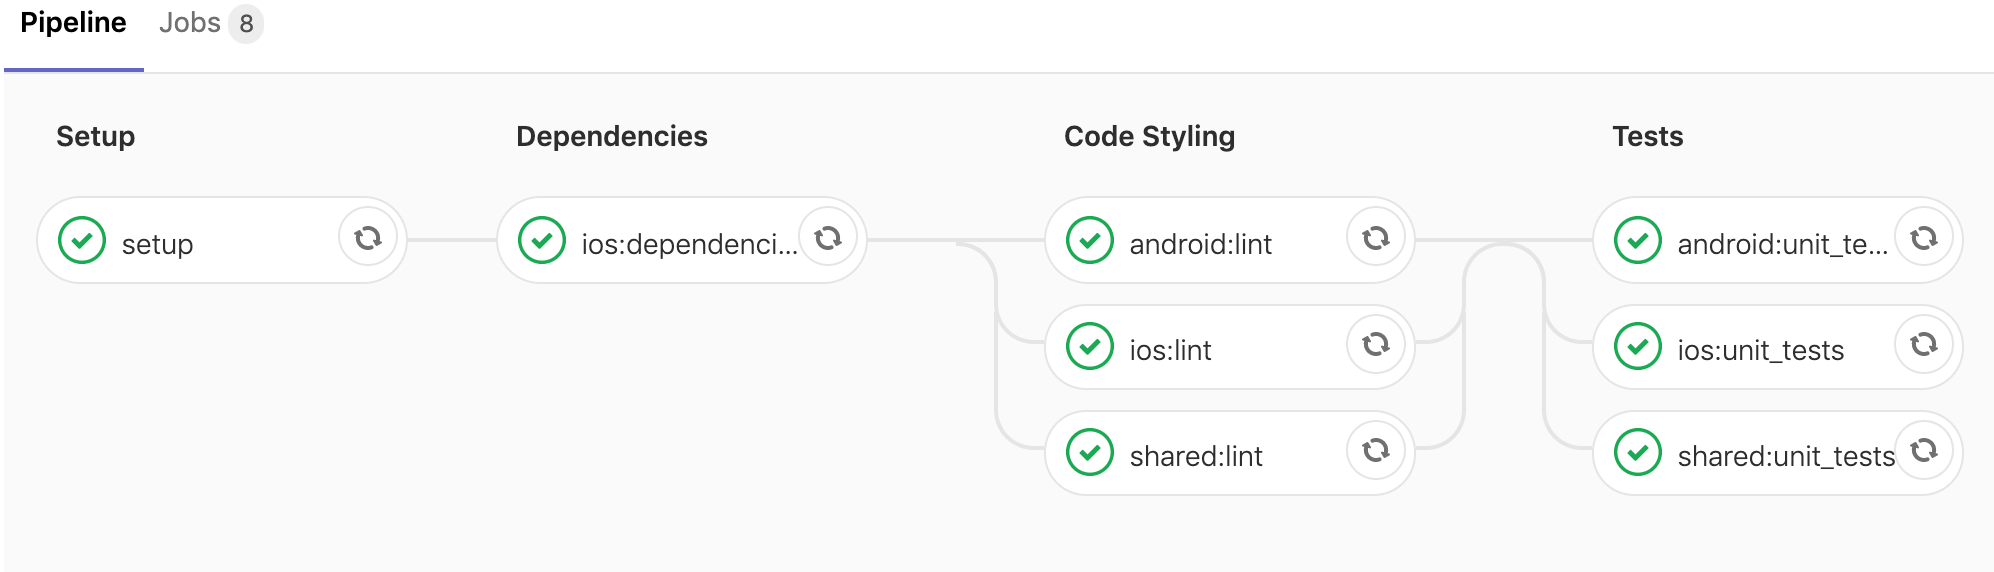 Pipeline Jobs 8
Setup Dependencies Code Styling Tests
setup ios:dependenci... android:lint android:unit_te...
ios:lint ios:unit_tests
shared:lint shared:unit_tests